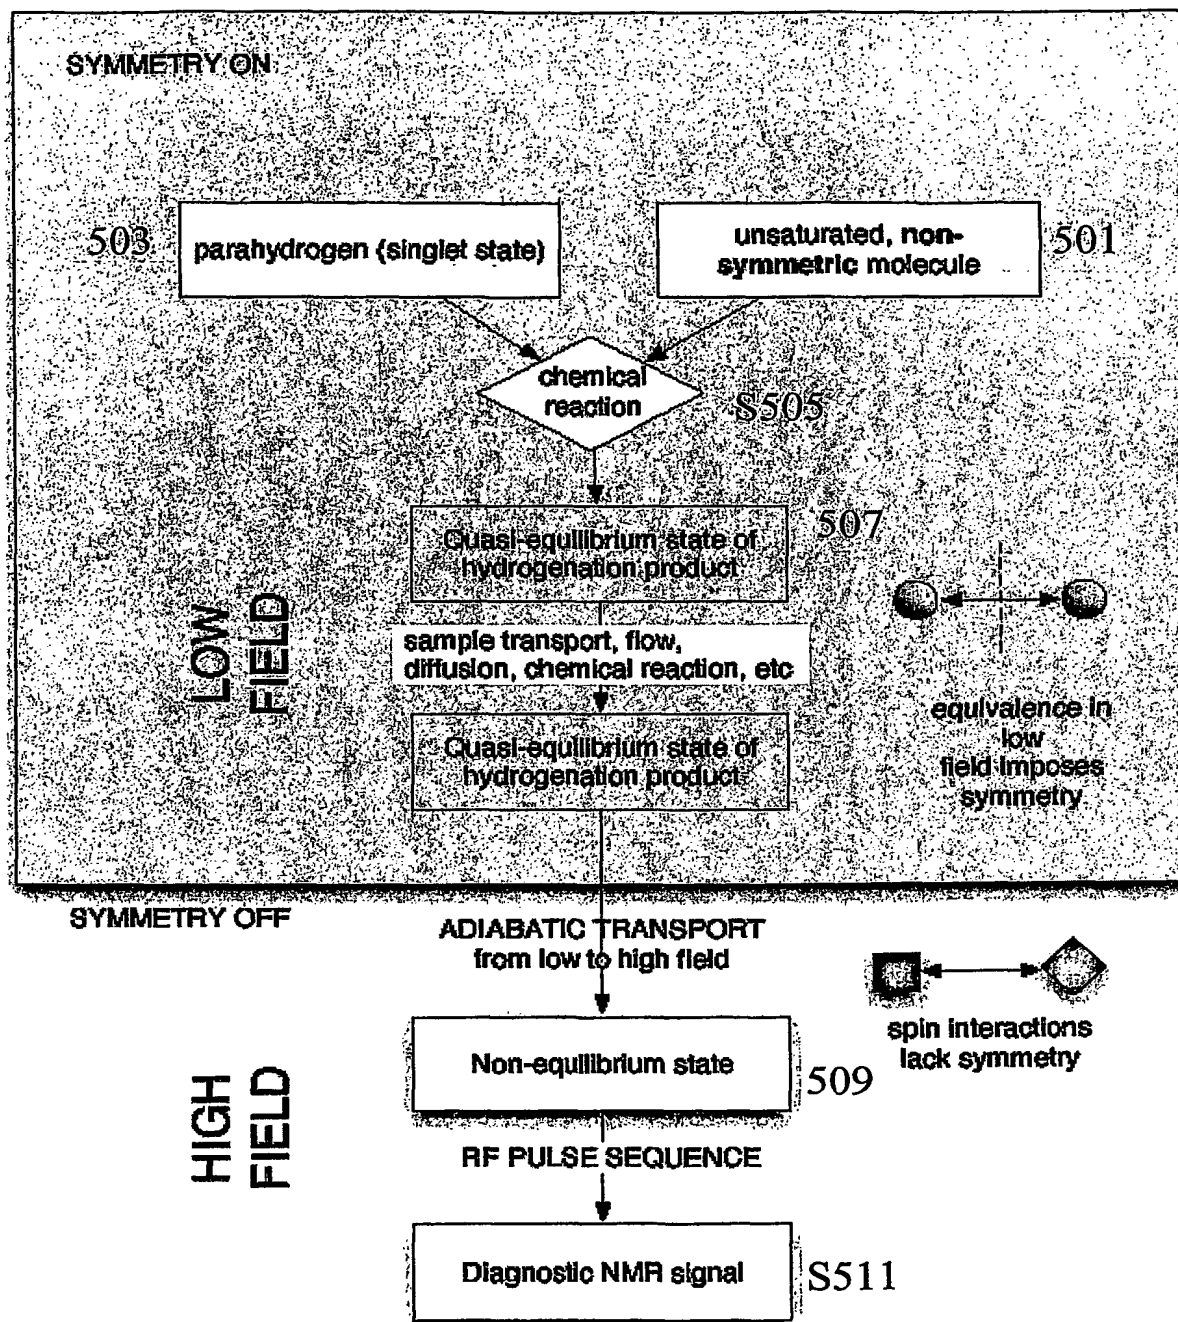 SYMMETRY ON
503
parahydrogen (singlet state)
unsaturated, non-
symmetric molecule
501
chemical
reaction
S505
507
Quasi-equilibrium state of
hydrogenation product
LOW
FIELD
sample transport, flow,
diffusion, chemical reaction, etc
Quasi-equilibrium state of
hydrogenation product
equivalence in
low
field imposes
symmetry
SYMMETRY OFF
ADIABATIC TRANSPORT
from low to high field
spin interactions
lack symmetry
Non-equilibrium state
509
HIGH
FIELD
RF PULSE SEQUENCE
Diagnostic NMR signal
S511